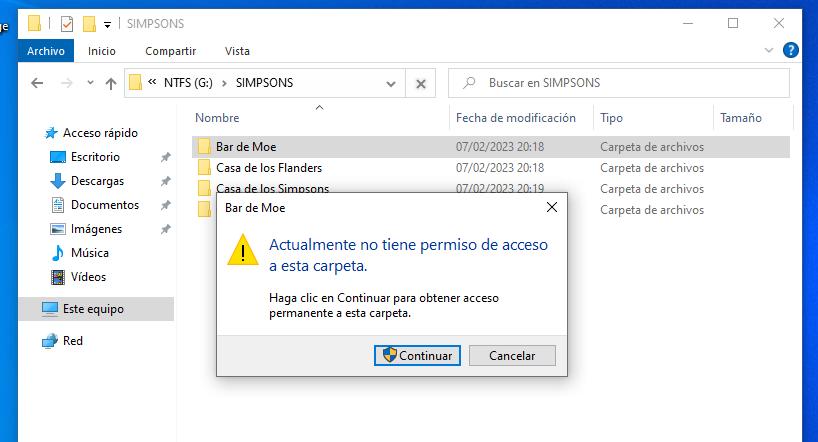 ge
SIMPSONS
Archivo Inicio Compartir Vista
« NTFS (G:) › SIMPSONS
Buscar en SIMPSONS
Nombre Fecha de modificación Tipo Tamaño
Acceso rápido
Escritorio
Descargas
Documentos
Imágenes
Música
Vídeos
Este equipo
Red
Bar de Moe 07/02/2023 20:18 Carpeta de archivos
Casa de los Flanders 07/02/2023 20:18 Carpeta de archivos
Casa de los Simpsons 07/02/2023 20:19 Carpeta de archivos
Carpeta de archivos
Bar de Moe
Actualmente no tiene permiso de acceso
a esta carpeta.
Haga clic en Continuar para obtener acceso
permanente a esta carpeta.
Continuar Cancelar